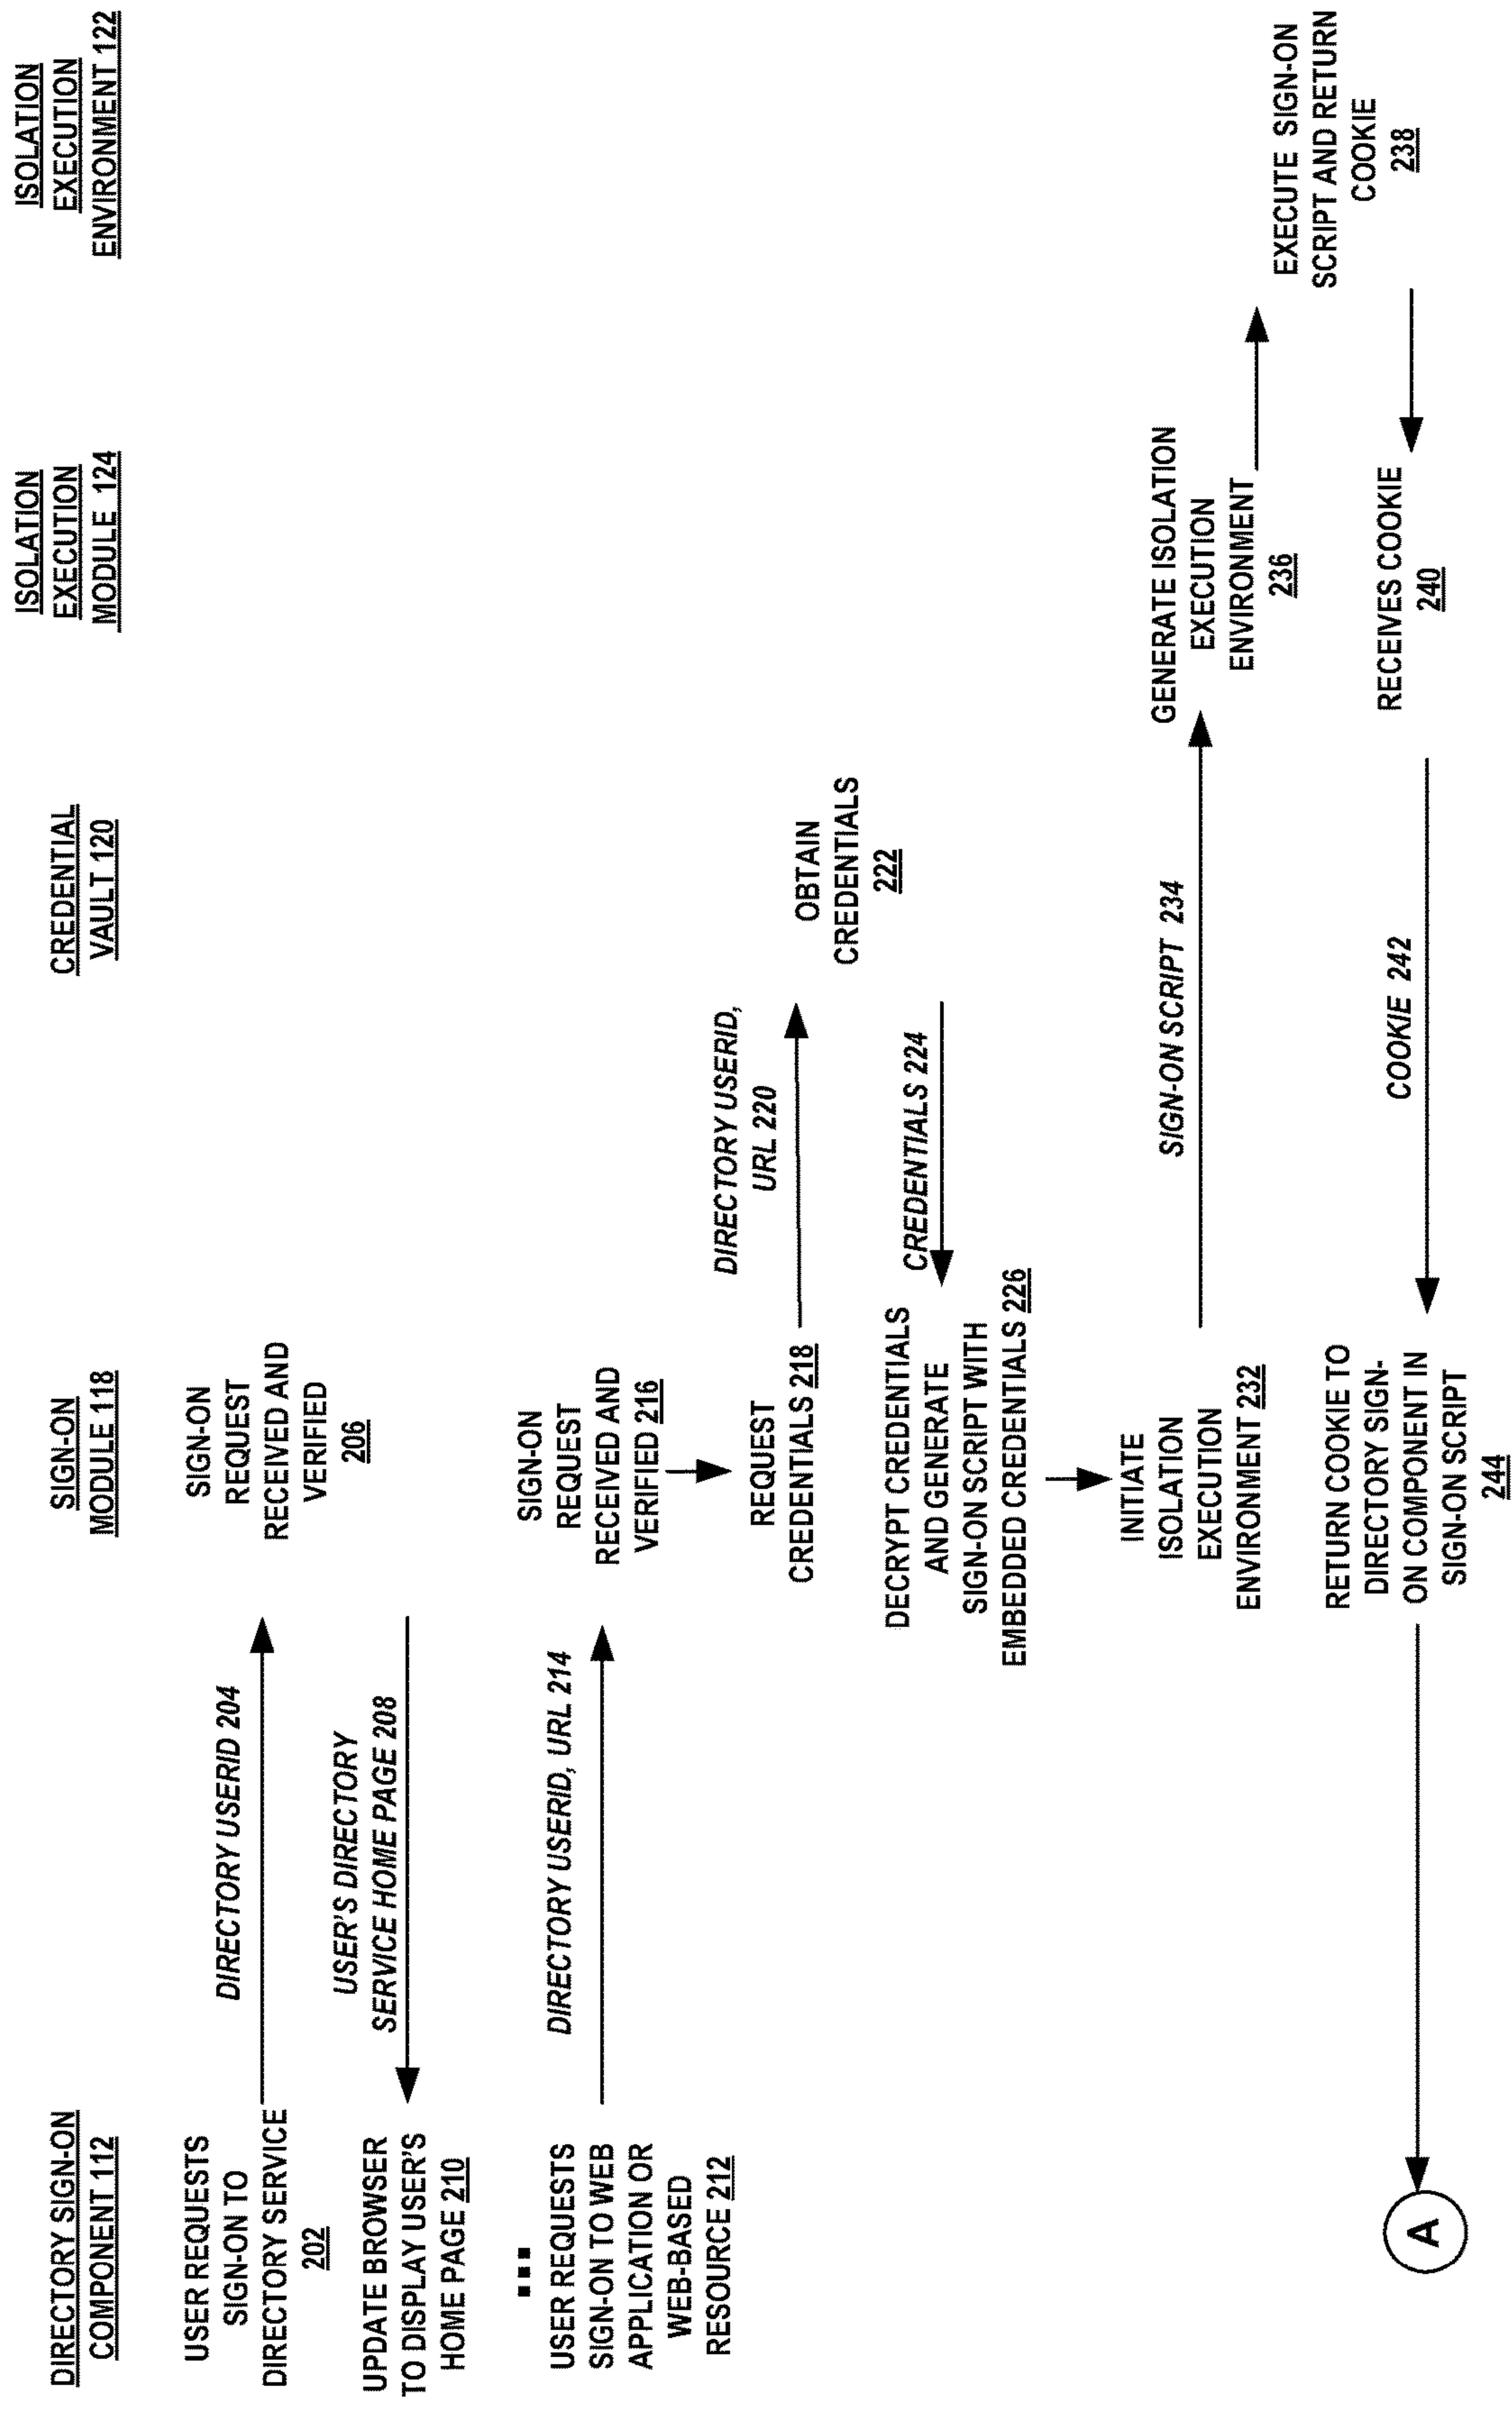 DIRECTORY SIGN-ON
COMPONENT 112
SIGN-ON
MODULE 118
CREDENTIAL
VAULT 120
ISOLATION
EXECUTION
MODULE 124
ISOLATION
EXECUTION
ENVIRONMENT 122
USER REQUESTS
SIGN-ON TO
DIRECTORY SERVICE
202
DIRECTORY USERID 204
SIGN-ON
REQUEST
RECEIVED AND
VERIFIED
206
USER'S DIRECTORY
SERVICE HOME PAGE 208
UPDATE BROWSER
TO DISPLAY USER'S
HOME PAGE 210
...
USER REQUESTS
SIGN-ON TO WEB
APPLICATION OR
WEB-BASED
RESOURCE 212
DIRECTORY USERID, URL 214
SIGN-ON
REQUEST
RECEIVED AND
VERIFIED 216
REQUEST
CREDENTIALS 218
DIRECTORY USERID,
URL 220
OBTAIN
CREDENTIALS
222
CREDENTIALS 224
DECRYPT CREDENTIALS
AND GENERATE
SIGN-ON SCRIPT WITH
EMBEDDED CREDENTIALS 226
INITIATE
ISOLATION
EXECUTION
ENVIRONMENT 232
SIGN-ON SCRIPT 234
GENERATE ISOLATION
EXECUTION
ENVIRONMENT
236
EXECUTE SIGN-ON
SCRIPT AND RETURN
COOKIE
238
RECEIVES COOKIE
240
COOKIE 242
RETURN COOKIE TO
DIRECTORY SIGN-
ON COMPONENT IN
SIGN-ON SCRIPT
244
A